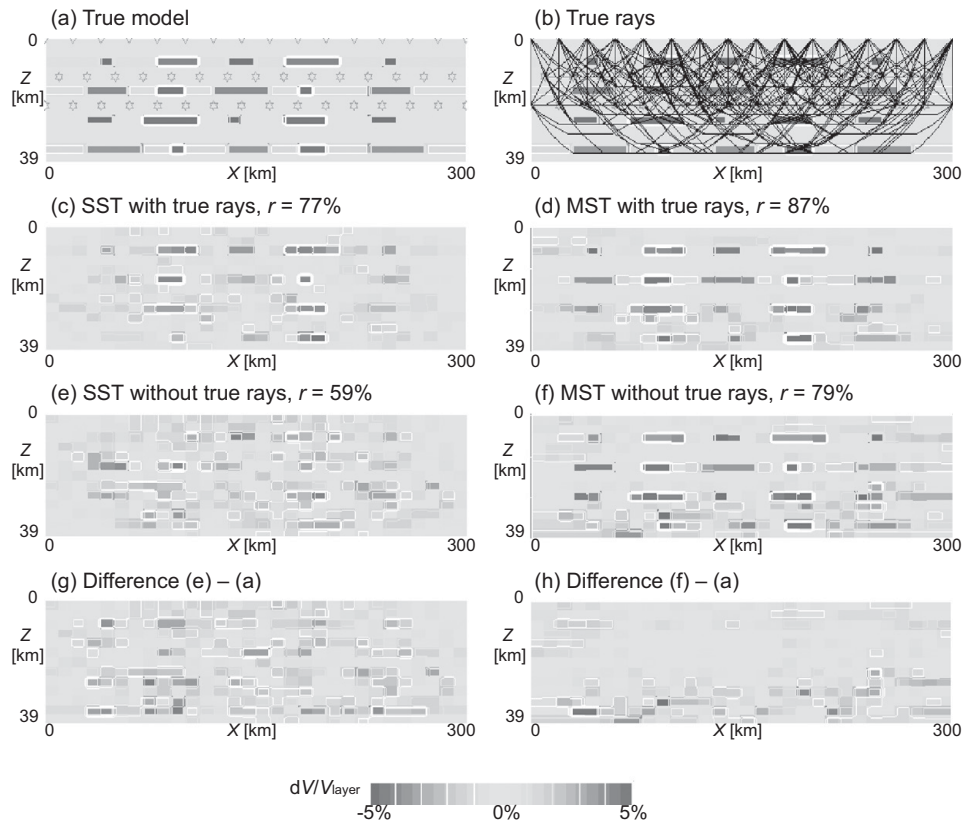 (a) True model
(b) True rays
0
Z
[km]
39
0
X [km]
300
0
Z
[km]
39
0
X [km]
300
(c) SST with true rays, r = 77%
(d) MST with true rays, r = 87%
0
Z
[km]
39
0
X [km]
300
0
Z
[km]
39
0
X [km]
300
(e) SST without true rays, r = 59%
(f) MST without true rays, r = 79%
0
Z
[km]
39
0
X [km]
300
0
Z
[km]
39
0
X [km]
300
(g) Difference (e) – (a)
(h) Difference (f) – (a)
0
Z
[km]
39
0
X [km]
300
0
Z
[km]
39
0
X [km]
300
dV/Vlayer
-5%
0%
5%